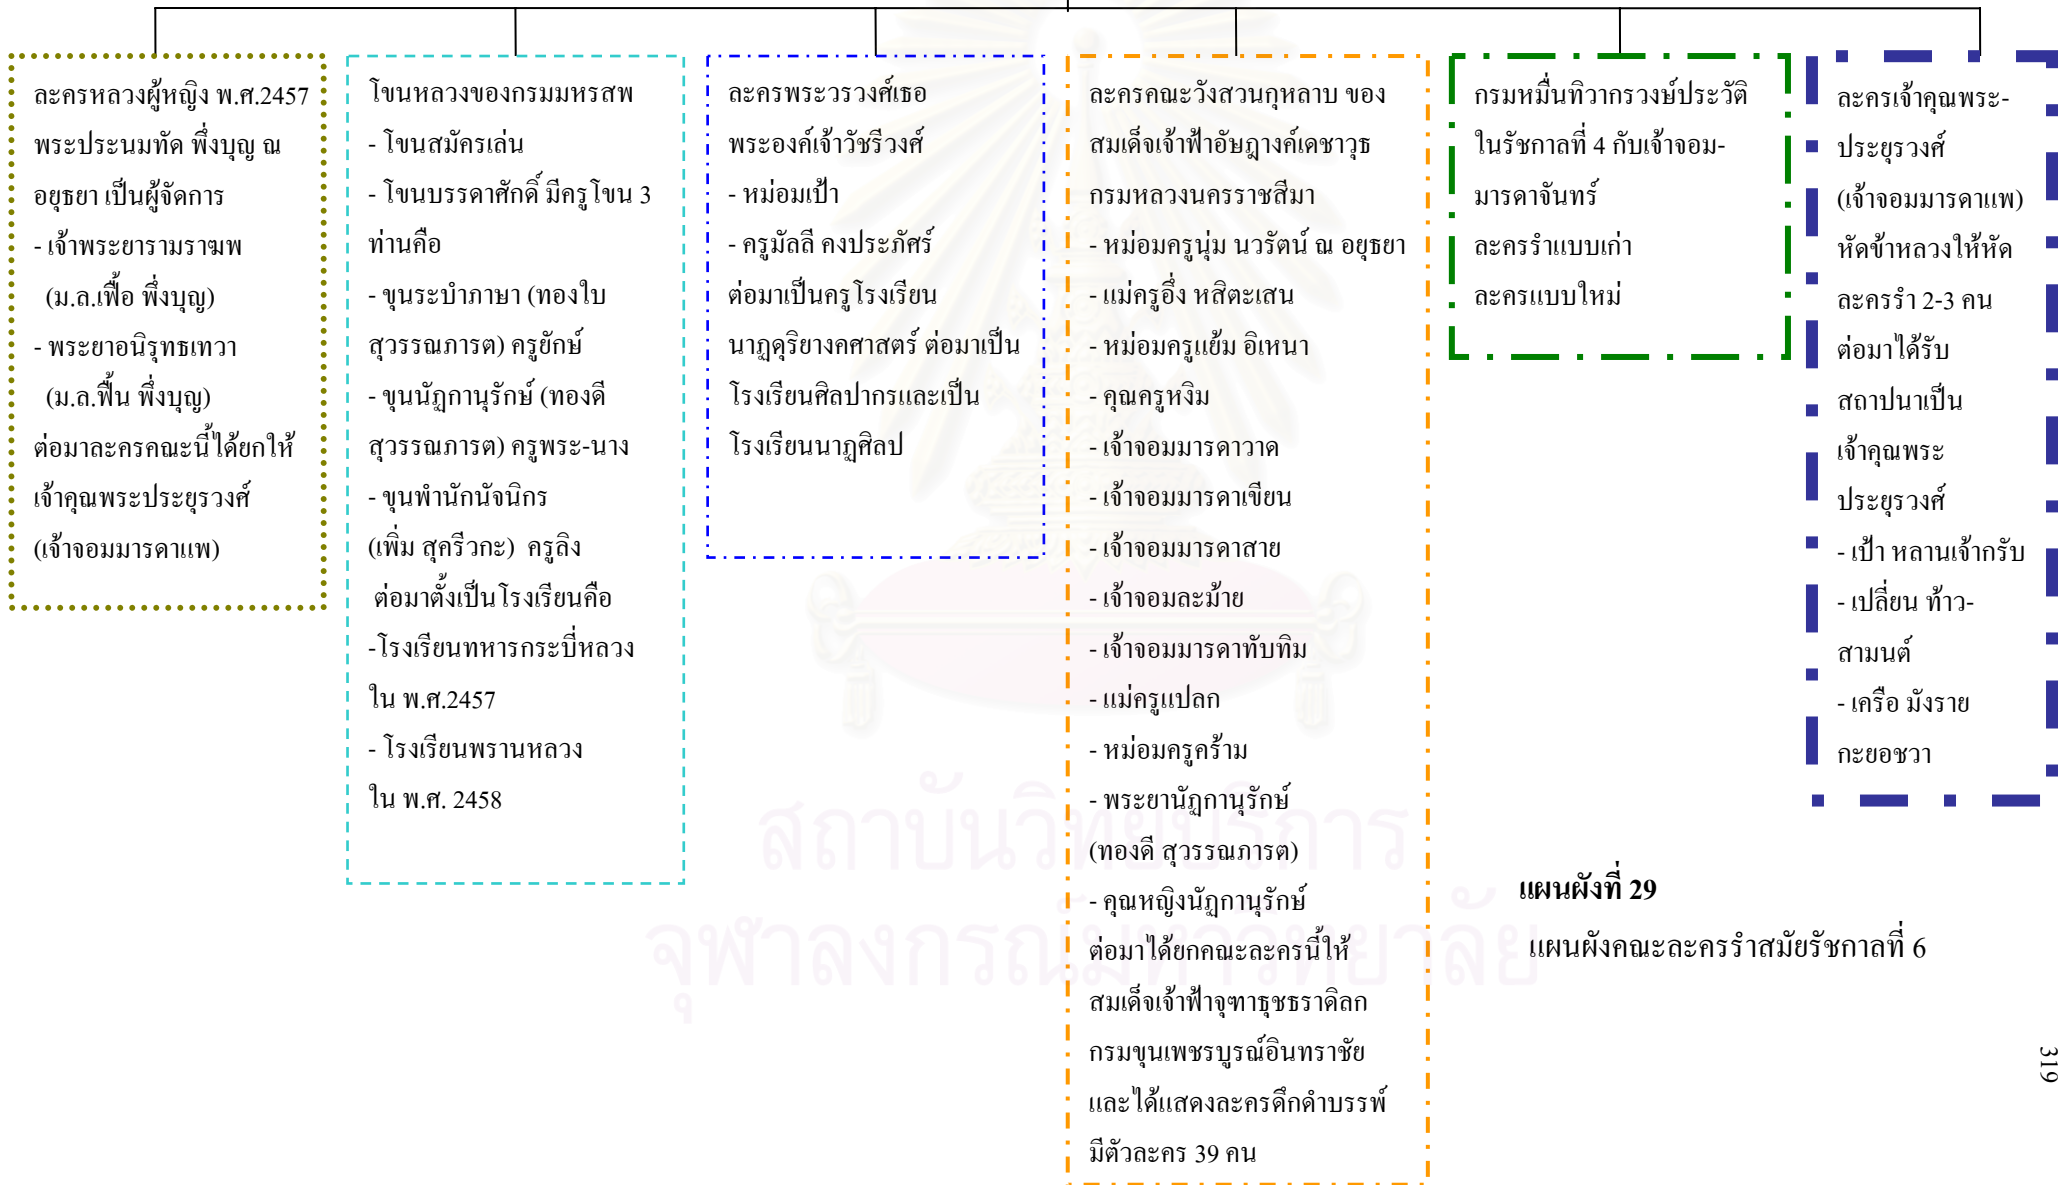 ละครหลวงผู้หญิง พ.ศ.2457
พระประนมทัด พึ่งบุญ ณ
อยุธยา เป็นผู้จัดการ
- เจ้าพระยารามราฆพ
(ม.ล.เฟื้อ พึ่งบุญ)
- พระยาอนิรุทธเทวา
(ม.ล.ฟื้น พึ่งบุญ)
ต่อมาละครคณะนี้ได้ยกให้
เจ้าคุณพระประยุรวงศ์
(เจ้าจอมมารดาแพ)
โขนหลวงของกรมมหรสพ
- โขนสมัครเล่น
- โขนบรรดาศักดิ์ มีครูโขน 3
ท่านคือ
- ขุนระบำภาษา (ทองใบ
สุวรรณภารต) ครูยักษ์
- ขุนนัฏกานุรักษ์ (ทองดี
สุวรรณภารต) ครูพระ-นาง
- ขุนพำนักนัจนิกร
(เพิ่ม สุครีวกะ) ครูลิง
ต่อมาตั้งเป็นโรงเรียนคือ
-โรงเรียนทหารกระบี่หลวง
ใน พ.ศ.2457
- โรงเรียนพรานหลวง
ใน พ.ศ. 2458
ละครพระวรวงศ์เธอ
พระองค์เจ้าวัชรีวงศ์
- หม่อมเป้า
- ครูมัลลี คงประภัศร์
ต่อมาเป็นครูโรงเรียน
นาฏดุริยางคศาสตร์ ต่อมาเป็น
โรงเรียนศิลปากรและเป็น
โรงเรียนนาฏศิลป
ละครคณะวังสวนกุหลาบ ของ
สมเด็จเจ้าฟ้าอัษฎางค์เดชาวุธ
กรมหลวงนครราชสีมา
- หม่อมครูนุ่ม นวรัตน์ ณ อยุธยา
- แม่ครูอึ่ง หสิตะเสน
- หม่อมครูแย้ม อิเหนา
- คุณครูหงิม
- เจ้าจอมมารดาวาด
- เจ้าจอมมารดาเขียน
- เจ้าจอมมารดาสาย
- เจ้าจอมละม้าย
- เจ้าจอมมารดาทับทิม
- แม่ครูแปลก
- หม่อมครูคร้าม
- พระยานัฏกานุรักษ์
(ทองดี สุวรรณภารต)
- คุณหญิงนัฏกานุรักษ์
ต่อมาได้ยกคณะละครนี้ให้
สมเด็จเจ้าฟ้าจุฑาธุชธราดิลก
กรมขุนเพชรบูรณ์อินทราชัย
และได้แสดงละครดึกดำบรรพ์
มีตัวละคร 39 คน
กรมหมื่นทิวากรวงษ์ประวัติ
ในรัชกาลที่ 4 กับเจ้าจอม-
มารดาจันทร์
ละครรำแบบเก่า
ละครแบบใหม่
ละครเจ้าคุณพระ-
ประยุรวงศ์
(เจ้าจอมมารดาแพ)
หัดข้าหลวงให้หัด
ละครรำ 2-3 คน
ต่อมาได้รับ
สถาปนาเป็น
เจ้าคุณพระ
ประยุรวงศ์
- เป้า หลานเจ้ากรับ
- เปลี่ยน ท้าว-
สามนต์
- เครือ มังราย
กะยอชวา
แผนผังที่ 29
แผนผังคณะละครรำสมัยรัชกาลที่ 6
319
สถาบันวิทยบริการ
จุฬาลงกรณ์มหาวิทยาลัย